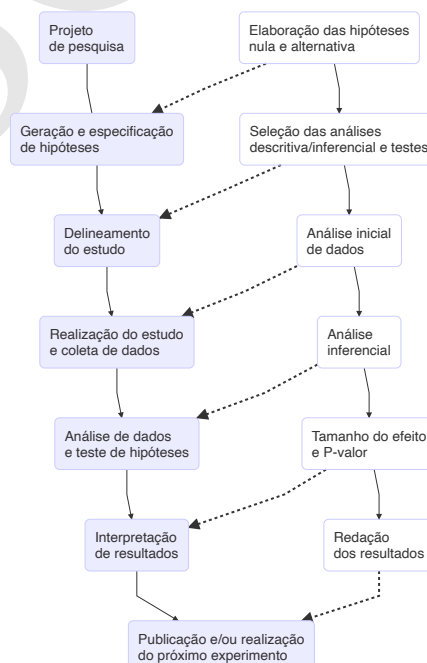 Projeto
de pesquisa
Elaboração das hipóteses
nula e alternativa
Geração e especificação
de hipóteses
Seleção das análises
descritiva/inferencial e testes
Delineamento
do estudo
Análise inicial
de dados
Realização do estudo
e coleta de dados
Análise
inferencial
Análise de dados
e teste de hipóteses
Tamanho do efeito
e P-valor
Interpretação
de resultados
Redação
dos resultados
Publicação e/ou realização
do próximo experimento